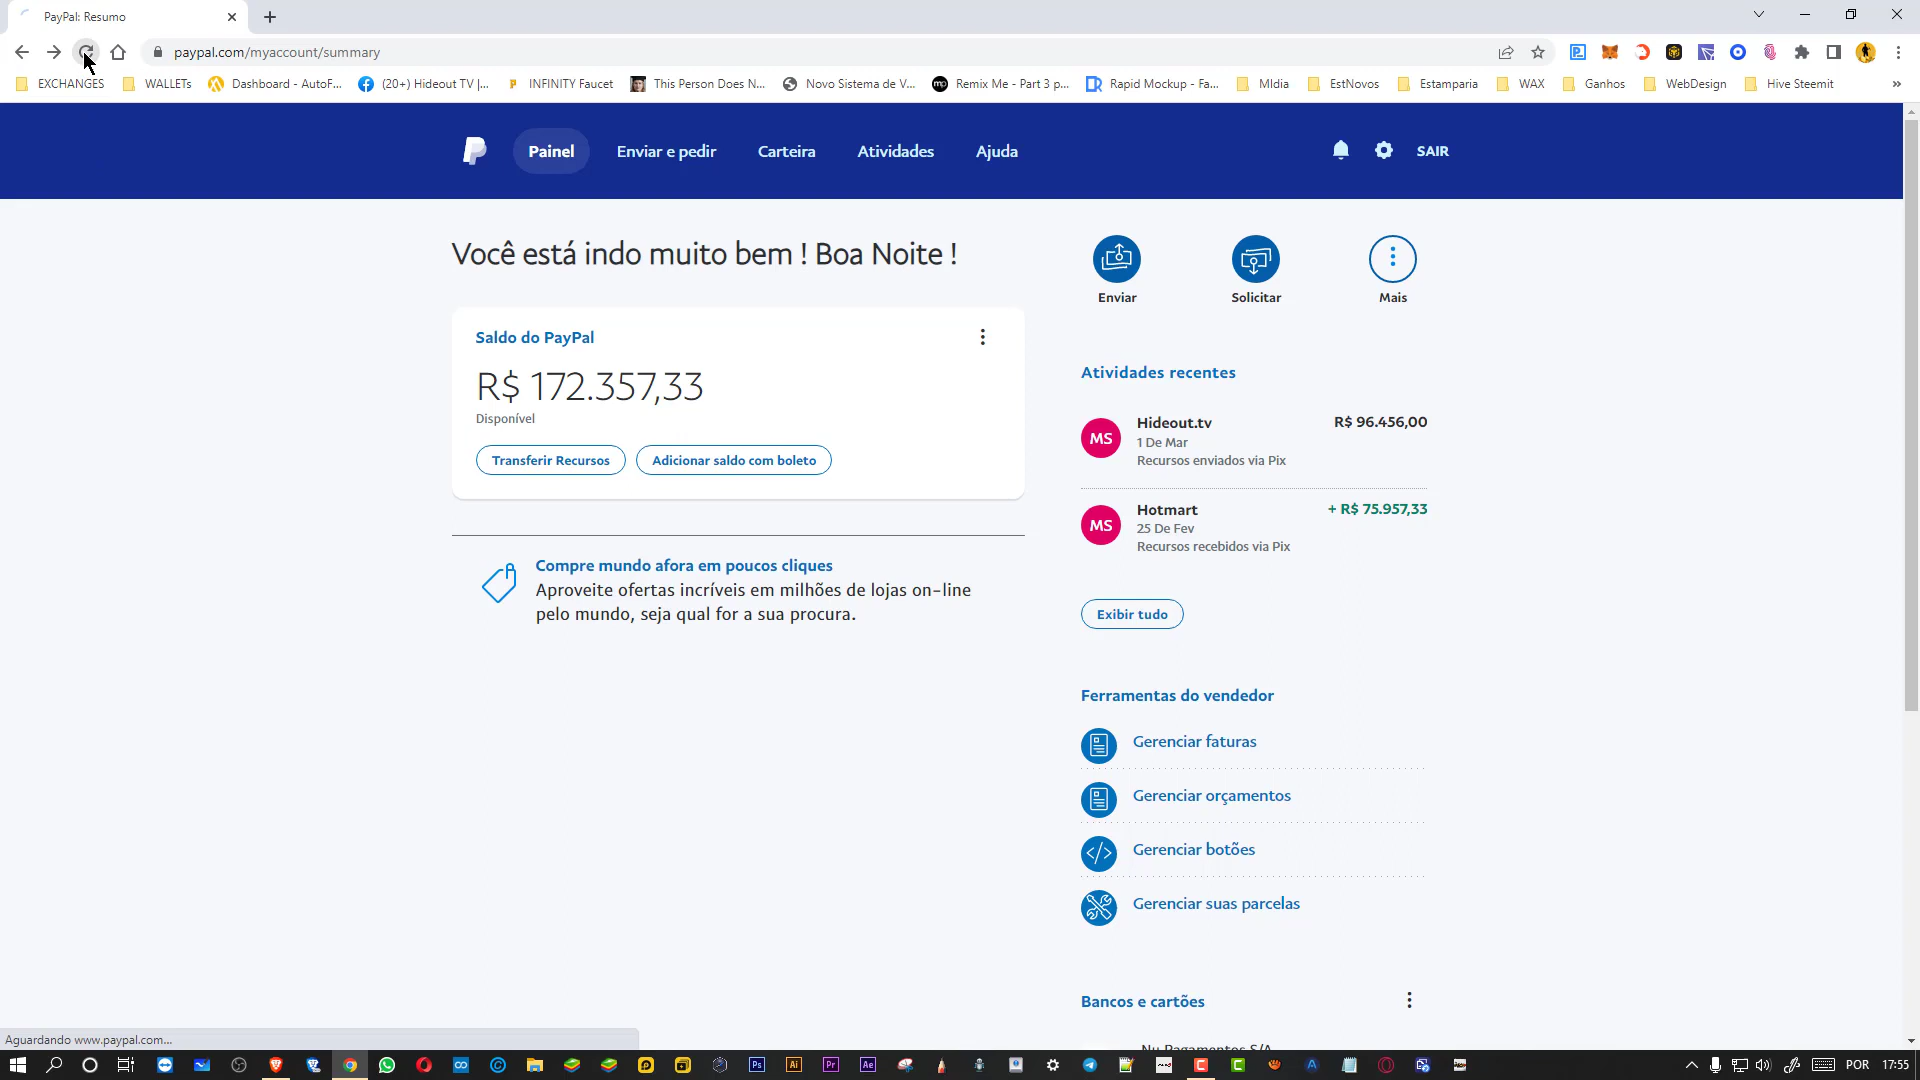 PayPal: Resumo
paypal.com/myaccount/summary
EXCHANGES
WALLETs
Dashboard - AutoF...
(20+) Hideout TV |...
INFINITY Faucet
This Person Does N...
Novo Sistema de V...
Remix Me - Part 3 p...
Rapid Mockup - Fa...
MIdia
EstNovos
Estamparia
WAX
Ganhos
WebDesign
Hive Steemit
»
Painel
Enviar e pedir
Carteira
Atividades
Ajuda
SAIR
Você está indo muito bem ! Boa Noite !
Enviar
Solicitar
Mais
Saldo do PayPal
R$ 172.357,33
Disponível
Transferir Recursos
Adicionar saldo com boleto
Compre mundo afora em poucos cliques
Aproveite ofertas incríveis em milhões de lojas on-line
pelo mundo, seja qual for a sua procura.
Atividades recentes
MS
Hideout.tv
R$ 96.456,00
1 De Mar
Recursos enviados via Pix
MS
Hotmart
+ R$ 75.957,33
25 De Fev
Recursos recebidos via Pix
Exibir tudo
Ferramentas do vendedor
Gerenciar faturas
Gerenciar orçamentos
Gerenciar botões
Gerenciar suas parcelas
Bancos e cartões
Nu Pagamentos S/A
Aguardando www.paypal.com...
Ps
Ai
Pr
Ae
POR
17:55